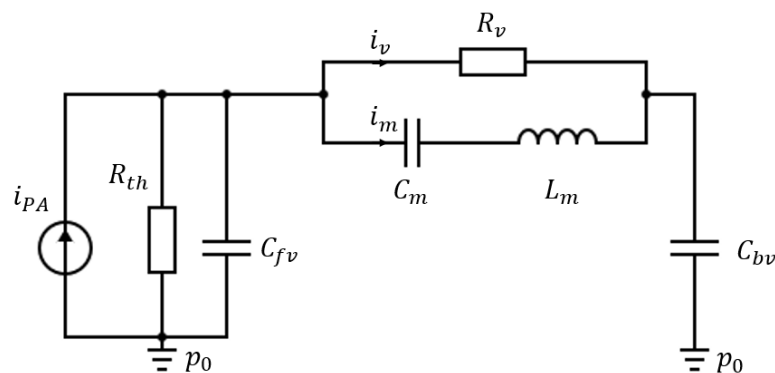 R_v
i_v
i_m
C_m
L_m
R_th
i_PA
C_fv
C_bv
p_0
p_0